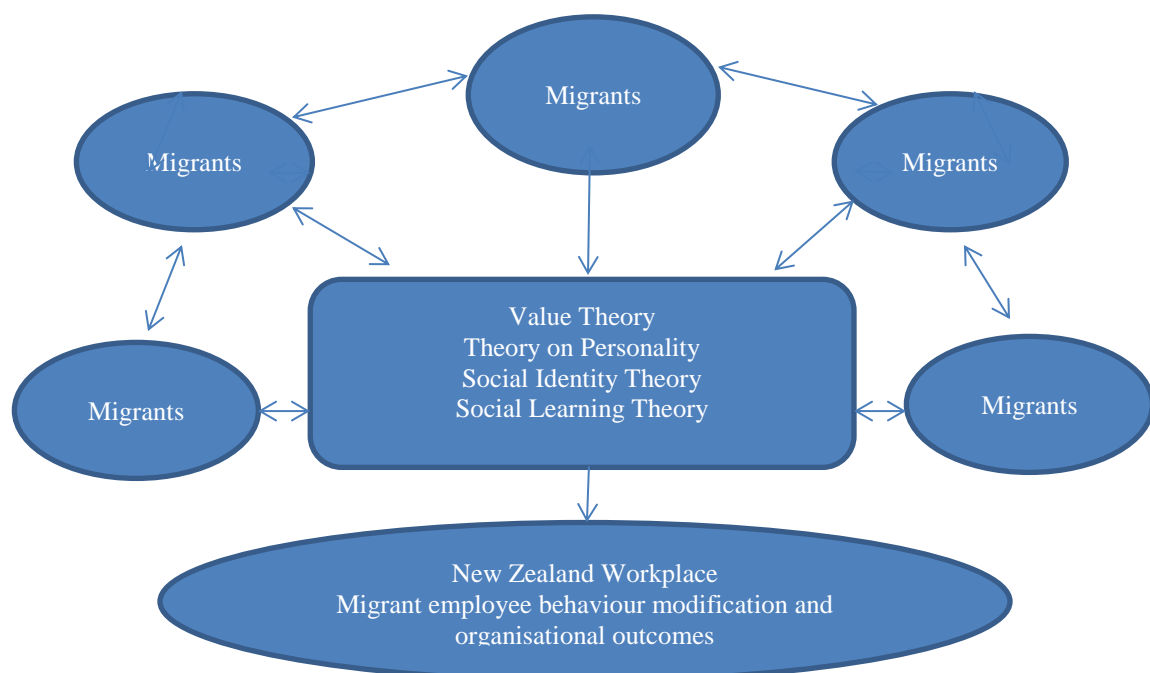 Migrants
Migrants
Migrants
Migrants
Migrants
Value Theory
Theory on Personality
Social Identity Theory
Social Learning Theory
New Zealand Workplace
Migrant employee behaviour modification and
organisational outcomes